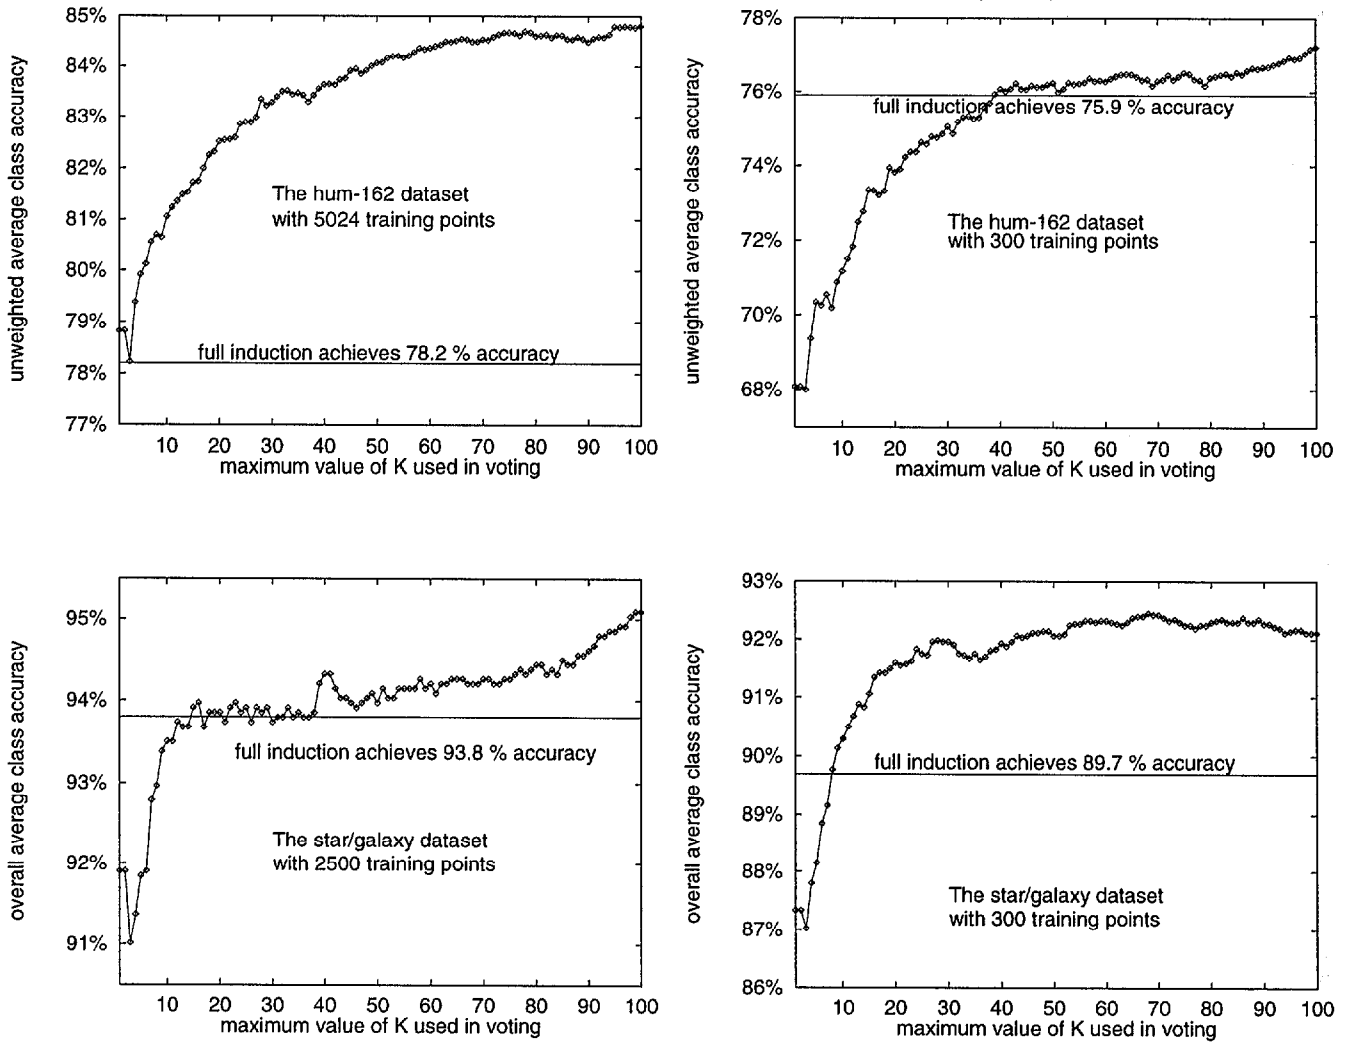 unweighted average class accuracy
85%
84%
83%
82%
81%
80%
79%
78%
77%
The hum-162 dataset
with 5024 training points
full induction achieves 78.2 % accuracy
10 20 30 40 50 60 70 80 90 100
maximum value of K used in voting
unweighted average class accuracy
78%
76%
74%
72%
70%
68%
full induction achieves 75.9 % accuracy
The hum-162 dataset
with 300 training points
10 20 30 40 50 60 70 80 90 100
maximum value of K used in voting
overall average class accuracy
95%
94%
93%
92%
91%
full induction achieves 93.8 % accuracy
The star/galaxy dataset
with 2500 training points
10 20 30 40 50 60 70 80 90 100
maximum value of K used in voting
overall average class accuracy
93%
92%
91%
90%
89%
88%
87%
86%
full induction achieves 89.7 % accuracy
The star/galaxy dataset
with 300 training points
10 20 30 40 50 60 70 80 90 100
maximum value of K used in voting